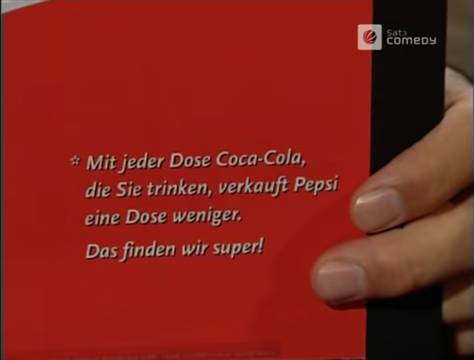 Sat.1
comedy
* Mit jeder Dose Coca-Cola,
die Sie trinken, verkauft Pepsi
eine Dose weniger.
Das finden wir super!